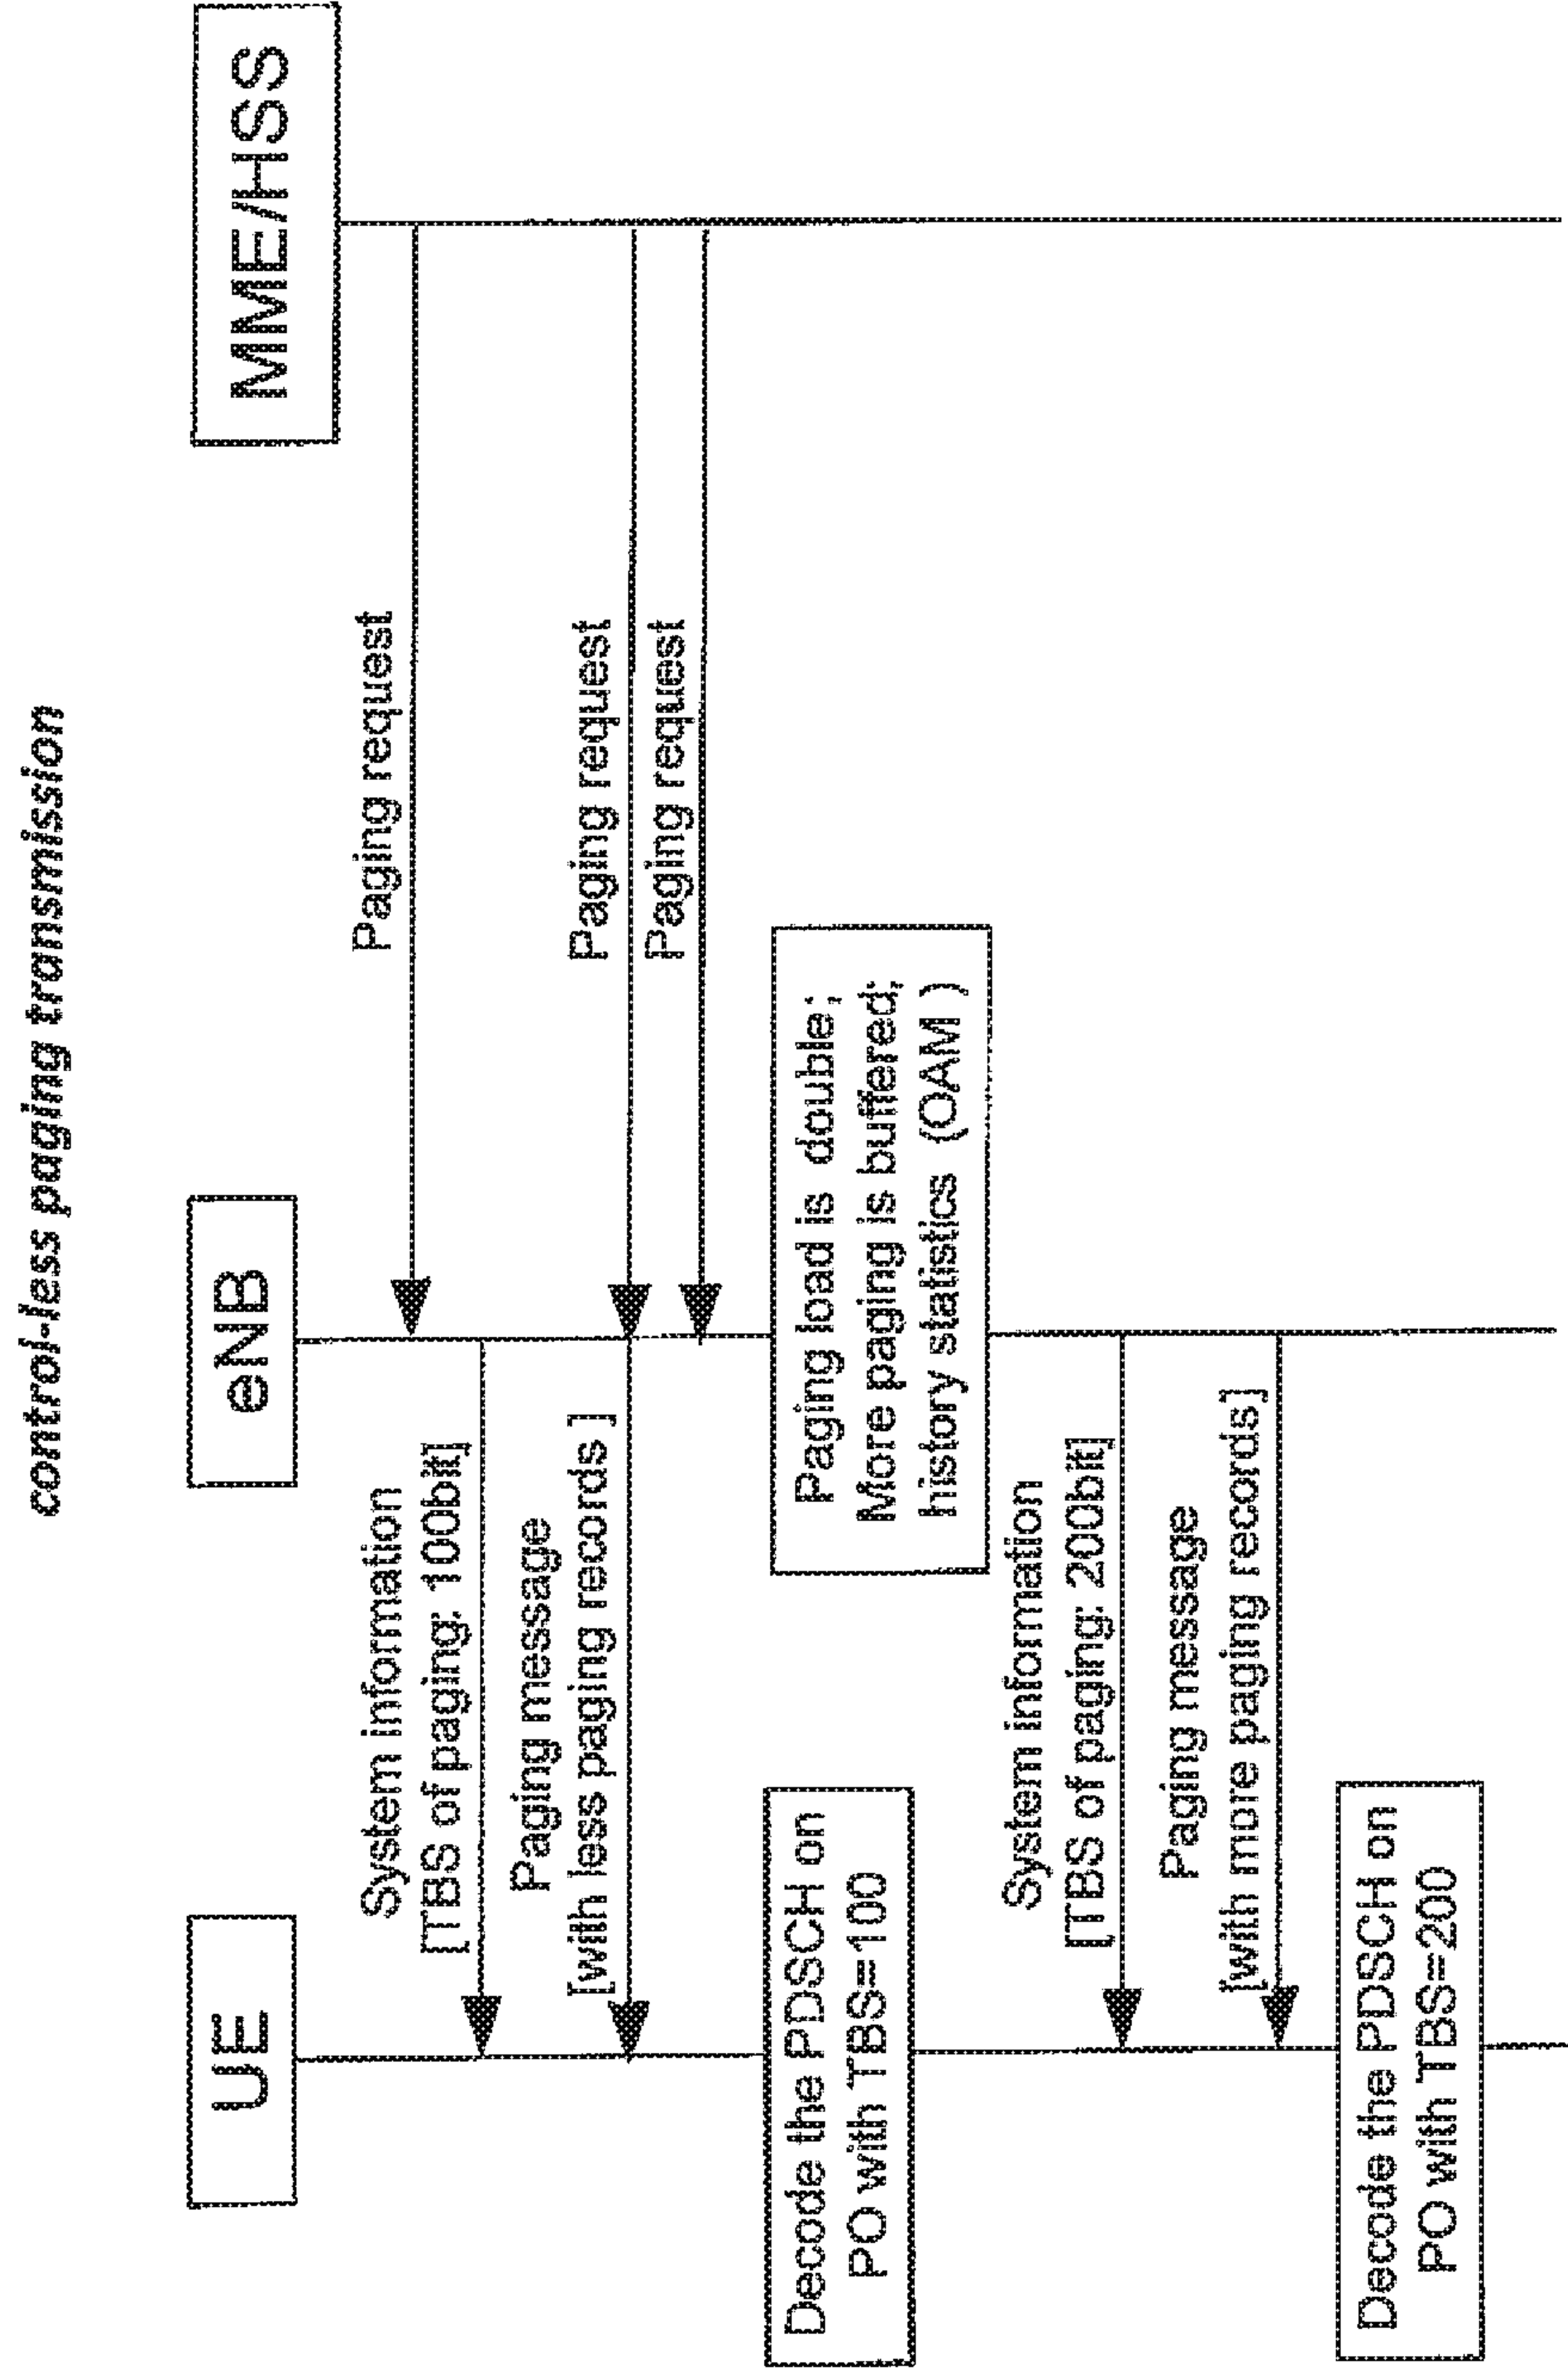 control-less paging transmission
UE
eNB
MME/HSS
Paging request
System information
[TBS of paging: 100bit]
Paging message
[with less paging records ]
Paging request
Paging request
Decode the PDSCH on
PO with TBS=100
Paging load is double;
More paging is buffered;
history statistics (OAM )
System information
[TBS of paging: 200bit]
Paging message
[with more paging records]
Decode the PDSCH on
PO with TBS=200